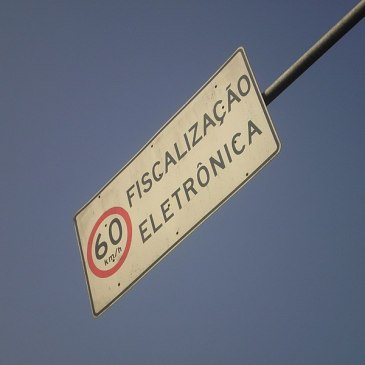 60
km/h
FISCALIZAÇÃO
ELETRÔNICA